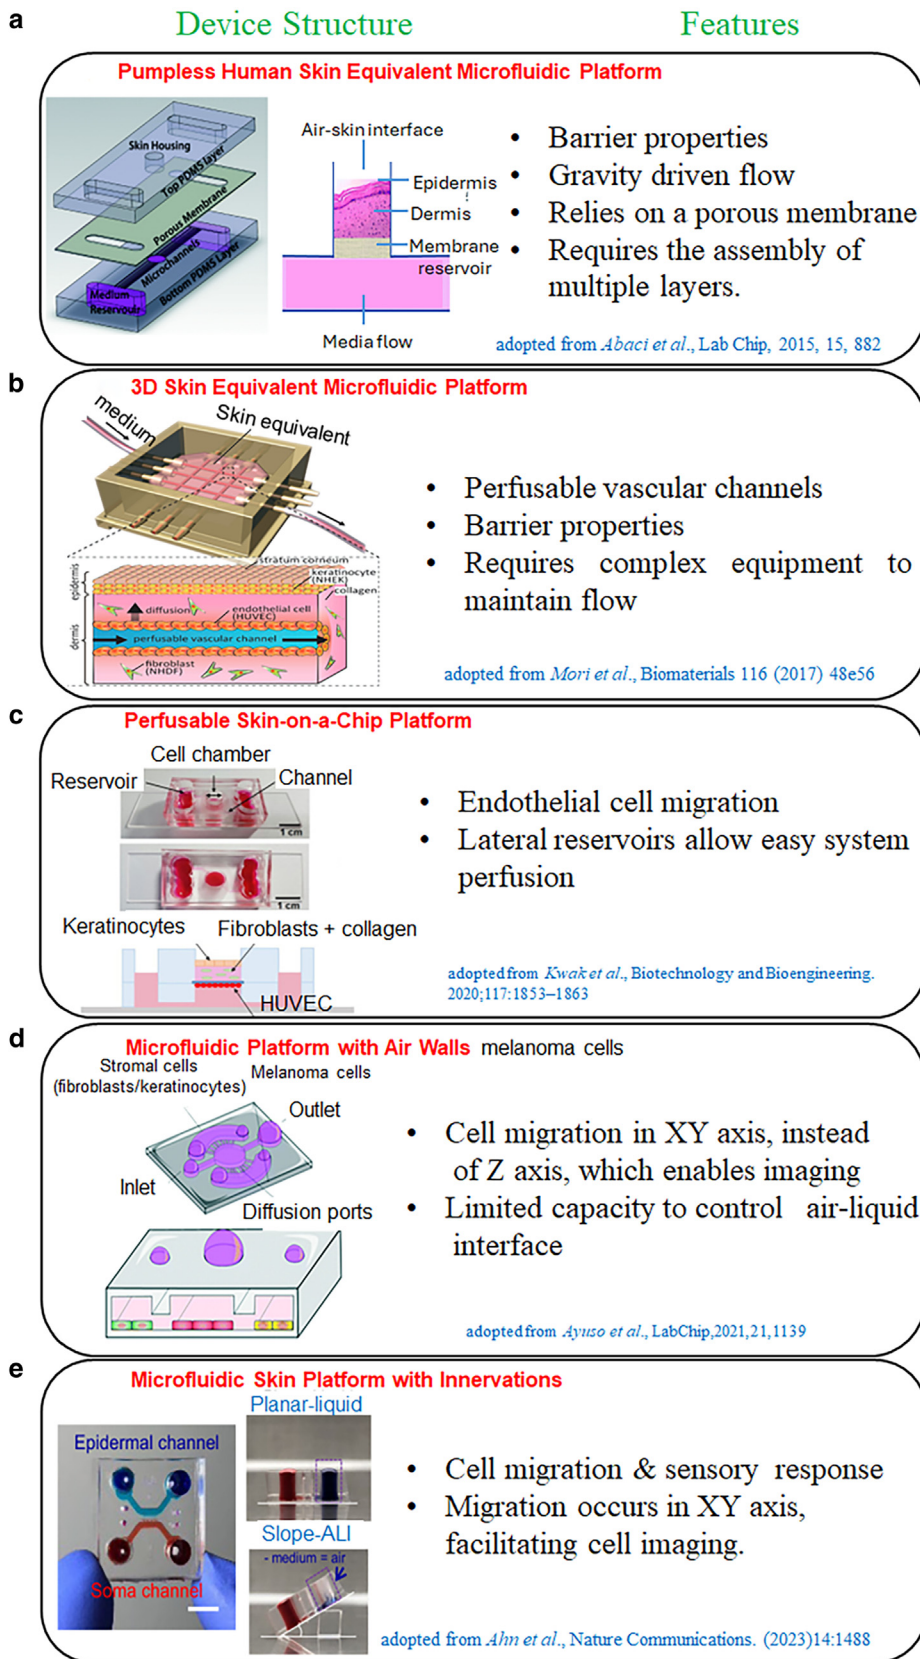 a
Device Structure
Features
Pumpless Human Skin Equivalent Microfluidic Platform
Skin Housing
Top PDMS layer
Porous Membrane
Microchannels
Bottom PDMS Layer
Medium
Reservouir
Air-skin interface
Epidermis
Dermis
Membrane
reservoir
Media flow
• Barrier properties
• Gravity driven flow
• Relies on a porous membrane
• Requires the assembly of
multiple layers.
adopted from Abaci et al., Lab Chip, 2015, 15, 882
b
3D Skin Equivalent Microfluidic Platform
medium
Skin equivalent
stratum corneum
keratinocyte
(NHEK)
collagen
epidermis
diffusion
endothelial cell
(HUVEC)
perfusable vascular channel
dermis
fibroblast
(NHDF)
• Perfusable vascular channels
• Barrier properties
• Requires complex equipment to
maintain flow
adopted from Mori et al., Biomaterials 116 (2017) 48e56
c
Perfusable Skin-on-a-Chip Platform
Cell chamber
Reservoir
Channel
1 cm
1 cm
Keratinocytes
Fibroblasts + collagen
HUVEC
• Endothelial cell migration
• Lateral reservoirs allow easy system
perfusion
adopted from Kwak et al., Biotechnology and Bioengineering.
2020;117:1853–1863
d
Microfluidic Platform with Air Walls melanoma cells
Stromal cells
(fibroblasts/keratinocytes)
Melanoma cells
Outlet
Inlet
Diffusion ports
• Cell migration in XY axis, instead
of Z axis, which enables imaging
• Limited capacity to control air-liquid
interface
adopted from Ayuso et al., LabChip,2021,21,1139
e
Microfluidic Skin Platform with Innervations
Planar-liquid
Epidermal channel
Soma channel
Slope-ALI
- medium = air
• Cell migration & sensory response
• Migration occurs in XY axis,
facilitating cell imaging.
adopted from Ahn et al., Nature Communications. (2023)14:1488